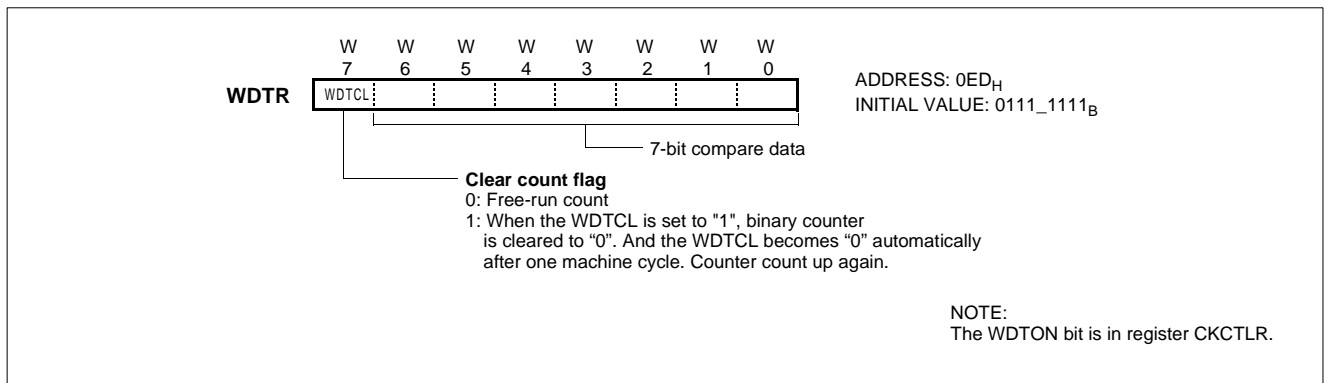 W W W W W W W W
7 6 5 4 3 2 1 0
WDTR WDTCL ADDRESS: 0EDH
INITIAL VALUE: 0111_1111B
7-bit compare data
Clear count flag
0: Free-run count
1: When the WDTCL is set to "1", binary counter
is cleared to “0”. And the WDTCL becomes “0” automatically
after one machine cycle. Counter count up again.
NOTE:
The WDTON bit is in register CKCTLR.